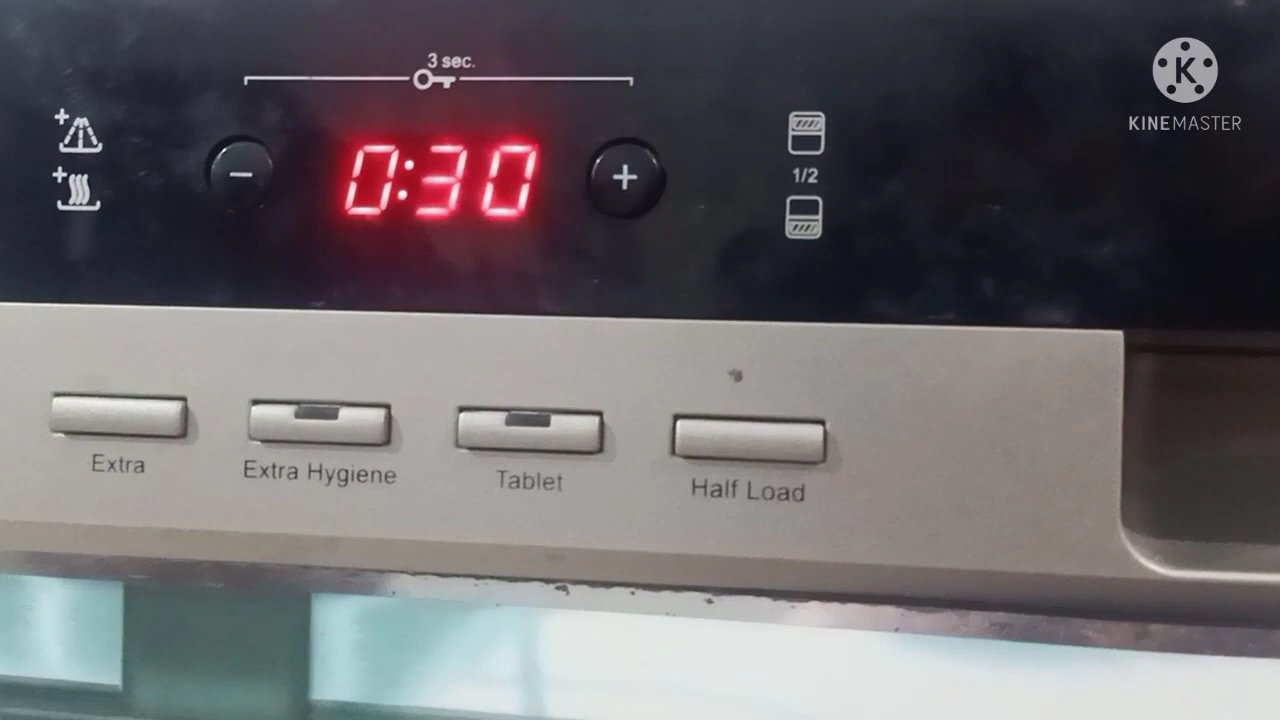 3 sec.
- 0:30 +
1/2
K
KINEMASTER
Extra
Extra Hygiene
Tablet
Half Load